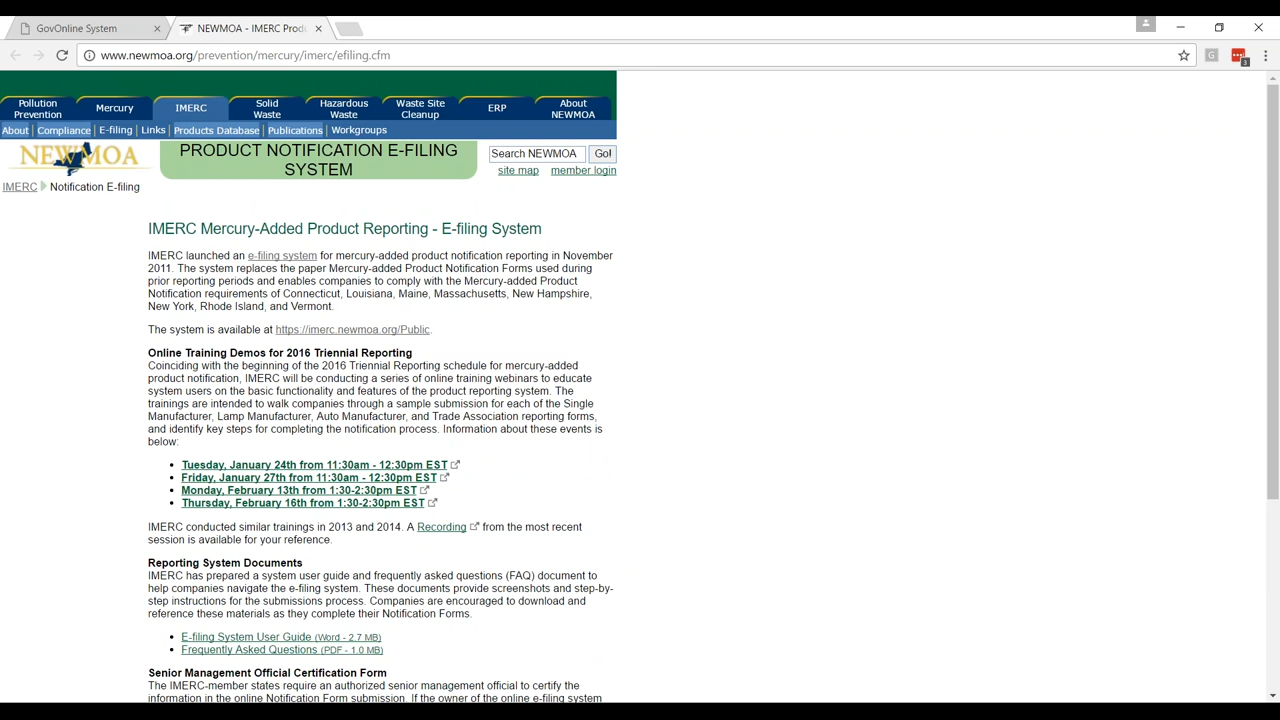 GovOnline System
NEWMOA - IMERC Prod
www.newmoa.org/prevention/mercury/imerc/efiling.cfm
G
3
Pollution Prevention
Mercury
IMERC
Solid Waste
Hazardous Waste
Waste Site Cleanup
ERP
About NEWMOA
About | Compliance | E-filing | Links | Products Database | Publications | Workgroups
NEWMOA
PRODUCT NOTIFICATION E-FILING
SYSTEM
Search NEWMOA Go!
site map member login
IMERC Notification E-filing
IMERC Mercury-Added Product Reporting - E-filing System
IMERC launched an e-filing system for mercury-added product notification reporting in November
2011. The system replaces the paper Mercury-added Product Notification Forms used during
prior reporting periods and enables companies to comply with the Mercury-added Product
Notification requirements of Connecticut, Louisiana, Maine, Massachusetts, New Hampshire,
New York, Rhode Island, and Vermont.
The system is available at https://imerc.newmoa.org/Public.
Online Training Demos for 2016 Triennial Reporting
Coinciding with the beginning of the 2016 Triennial Reporting schedule for mercury-added
product notification, IMERC will be conducting a series of online training webinars to educate
system users on the basic functionality and features of the product reporting system. The
trainings are intended to walk companies through a sample submission for each of the Single
Manufacturer, Lamp Manufacturer, Auto Manufacturer, and Trade Association reporting forms,
and identify key steps for completing the notification process. Information about these events is
below:
• Tuesday, January 24th from 11:30am - 12:30pm EST
• Friday, January 27th from 11:30am - 12:30pm EST
• Monday, February 13th from 1:30-2:30pm EST
• Thursday, February 16th from 1:30-2:30pm EST
IMERC conducted similar trainings in 2013 and 2014. A Recording from the most recent
session is available for your reference.
Reporting System Documents
IMERC has prepared a system user guide and frequently asked questions (FAQ) document to
help companies navigate the e-filing system. These documents provide screenshots and step-by-
step instructions for the submissions process. Companies are encouraged to download and
reference these materials as they complete their Notification Forms.
• E-filing System User Guide (Word - 2.7 MB)
• Frequently Asked Questions (PDF - 1.0 MB)
Senior Management Official Certification Form
The IMERC-member states require an authorized senior management official to certify the
information in the online Notification Form submission. If the owner of the online e-filing system